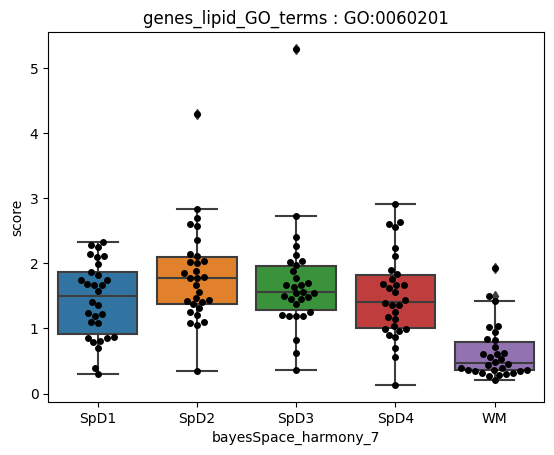 genes_lipid_GO_terms : GO:0060201
score
5
4
3
2
1
0
SpD1 SpD2 SpD3 SpD4 WM
bayesSpace_harmony_7